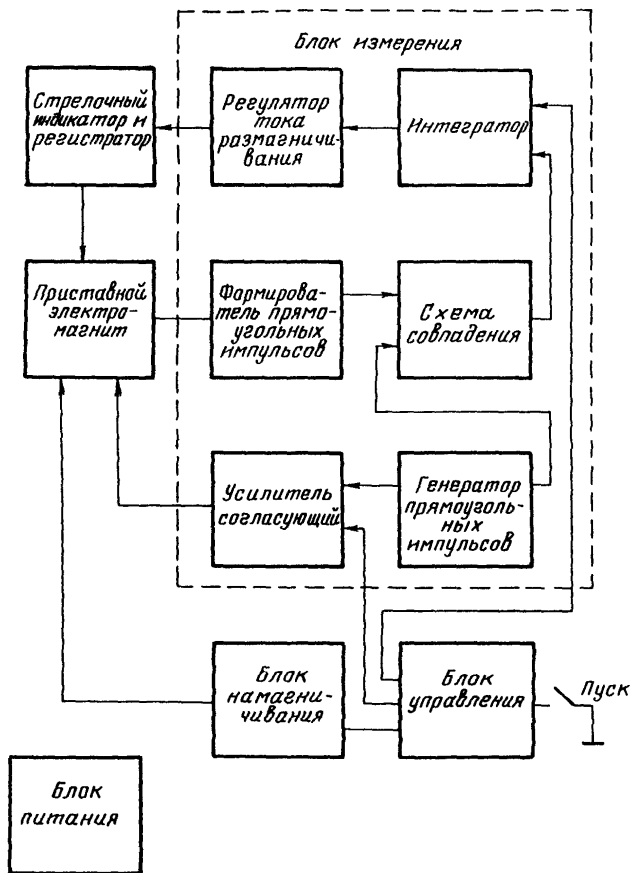 Блок измерения
Стрелочный
индикатор и
регистратор
Регулятор
тока
размагничи-
вания
Интегратор
Приставной
электро-
магнит
Формирова-
тель прямо-
угольных
импульсов
Схема
совпадения
Усилитель
согласующий
Генератор
прямоуголь-
ных
импульсов
Блок
намагни-
чивания
Блок
управления
Пуск
Блок
питания